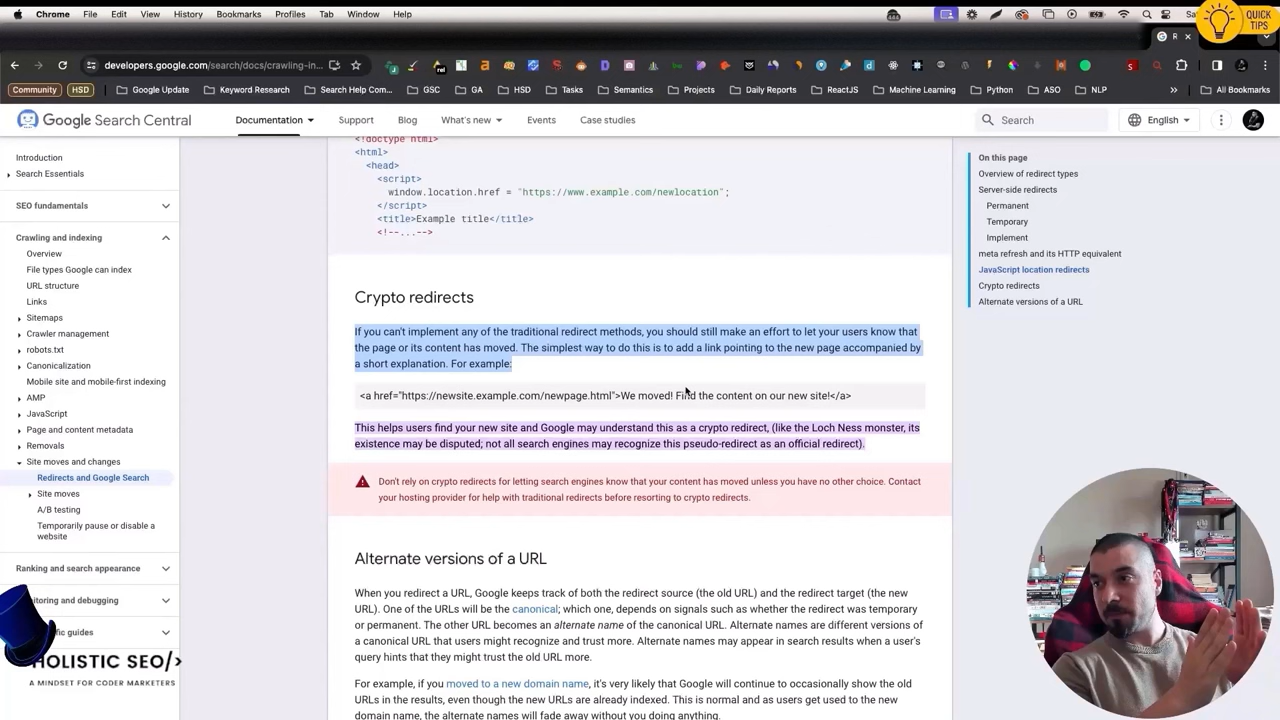 Chrome File Edit View History Bookmarks Profiles Tab Window Help
QUICK
TIPS
developers.google.com/search/docs/crawling-in...
Community HSD Google Update Keyword Research Search Help Com... GSC GA HSD Tasks Semantics Projects Daily Reports ReactJS Machine Learning Python ASO NLP » All Bookmarks
Google Search Central Documentation Support Blog What's new Events Case studies Search English
Introduction
Search Essentials
SEO fundamentals
Crawling and indexing
Overview
File types Google can index
URL structure
Links
Sitemaps
Crawler management
robots.txt
Canonicalization
Mobile site and mobile-first indexing
AMP
JavaScript
Page and content metadata
Removals
Site moves and changes
Redirects and Google Search
Site moves
A/B testing
Temporarily pause or disable a
website
Ranking and search appearance
nitoring and debugging
fic guides
HOLISTIC SEO/>
A MINDSET FOR CODER MARKETERS
<!doctype html>
<html>
<head>
<script>
window.location.href = "https://www.example.com/newlocation";
</script>
<title>Example title</title>
<!--...-->
Crypto redirects
If you can't implement any of the traditional redirect methods, you should still make an effort to let your users know that
the page or its content has moved. The simplest way to do this is to add a link pointing to the new page accompanied by
a short explanation. For example:
<a href="https://newsite.example.com/newpage.html">We moved! Find the content on our new site!</a>
This helps users find your new site and Google may understand this as a crypto redirect, (like the Loch Ness monster, its
existence may be disputed; not all search engines may recognize this pseudo-redirect as an official redirect).
Don't rely on crypto redirects for letting search engines know that your content has moved unless you have no other choice. Contact
your hosting provider for help with traditional redirects before resorting to crypto redirects.
Alternate versions of a URL
When you redirect a URL, Google keeps track of both the redirect source (the old URL) and the redirect target (the new
URL). One of the URLs will be the canonical; which one, depends on signals such as whether the redirect was temporary
or permanent. The other URL becomes an alternate name of the canonical URL. Alternate names are different versions of
a canonical URL that users might recognize and trust more. Alternate names may appear in search results when a user's
query hints that they might trust the old URL more.
For example, if you moved to a new domain name, it's very likely that Google will continue to occasionally show the old
URLs in the results, even though the new URLs are already indexed. This is normal and as users get used to the new
domain name, the alternate names will fade away without you doing anything.
On this page
Overview of redirect types
Server-side redirects
Permanent
Temporary
Implement
meta refresh and its HTTP equivalent
JavaScript location redirects
Crypto redirects
Alternate versions of a URL